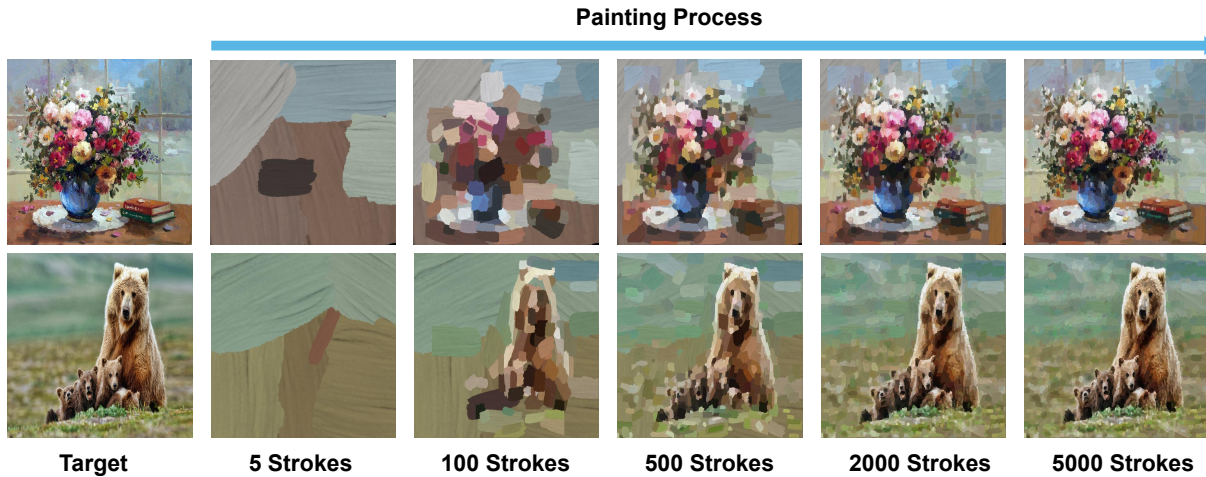 Painting Process
Target
5 Strokes
100 Strokes
500 Strokes
2000 Strokes
5000 Strokes